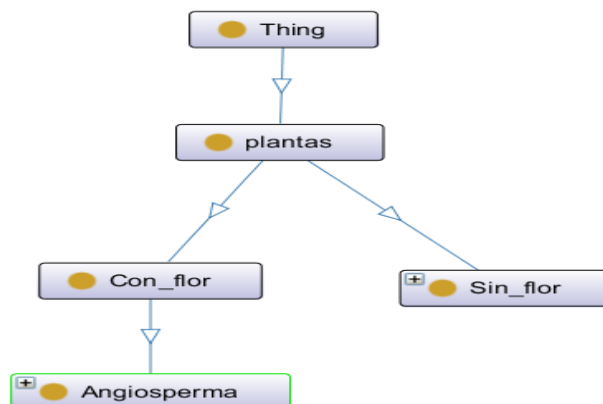 Thing
plantas
Con_flor
Sin_flor
Angiosperma